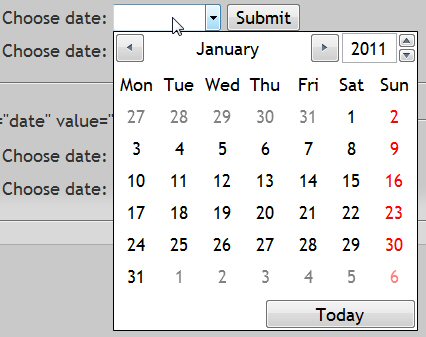 Choose date: Submit
Choose date:
January 2011
Mon Tue Wed Thu Fri Sat Sun
27 28 29 30 31 1 2
="date" value="
3 4 5 6 7 8 9
Choose date:
10 11 12 13 14 15 16
Choose date:
17 18 19 20 21 22 23
24 25 26 27 28 29 30
31 1 2 3 4 5 6
Today